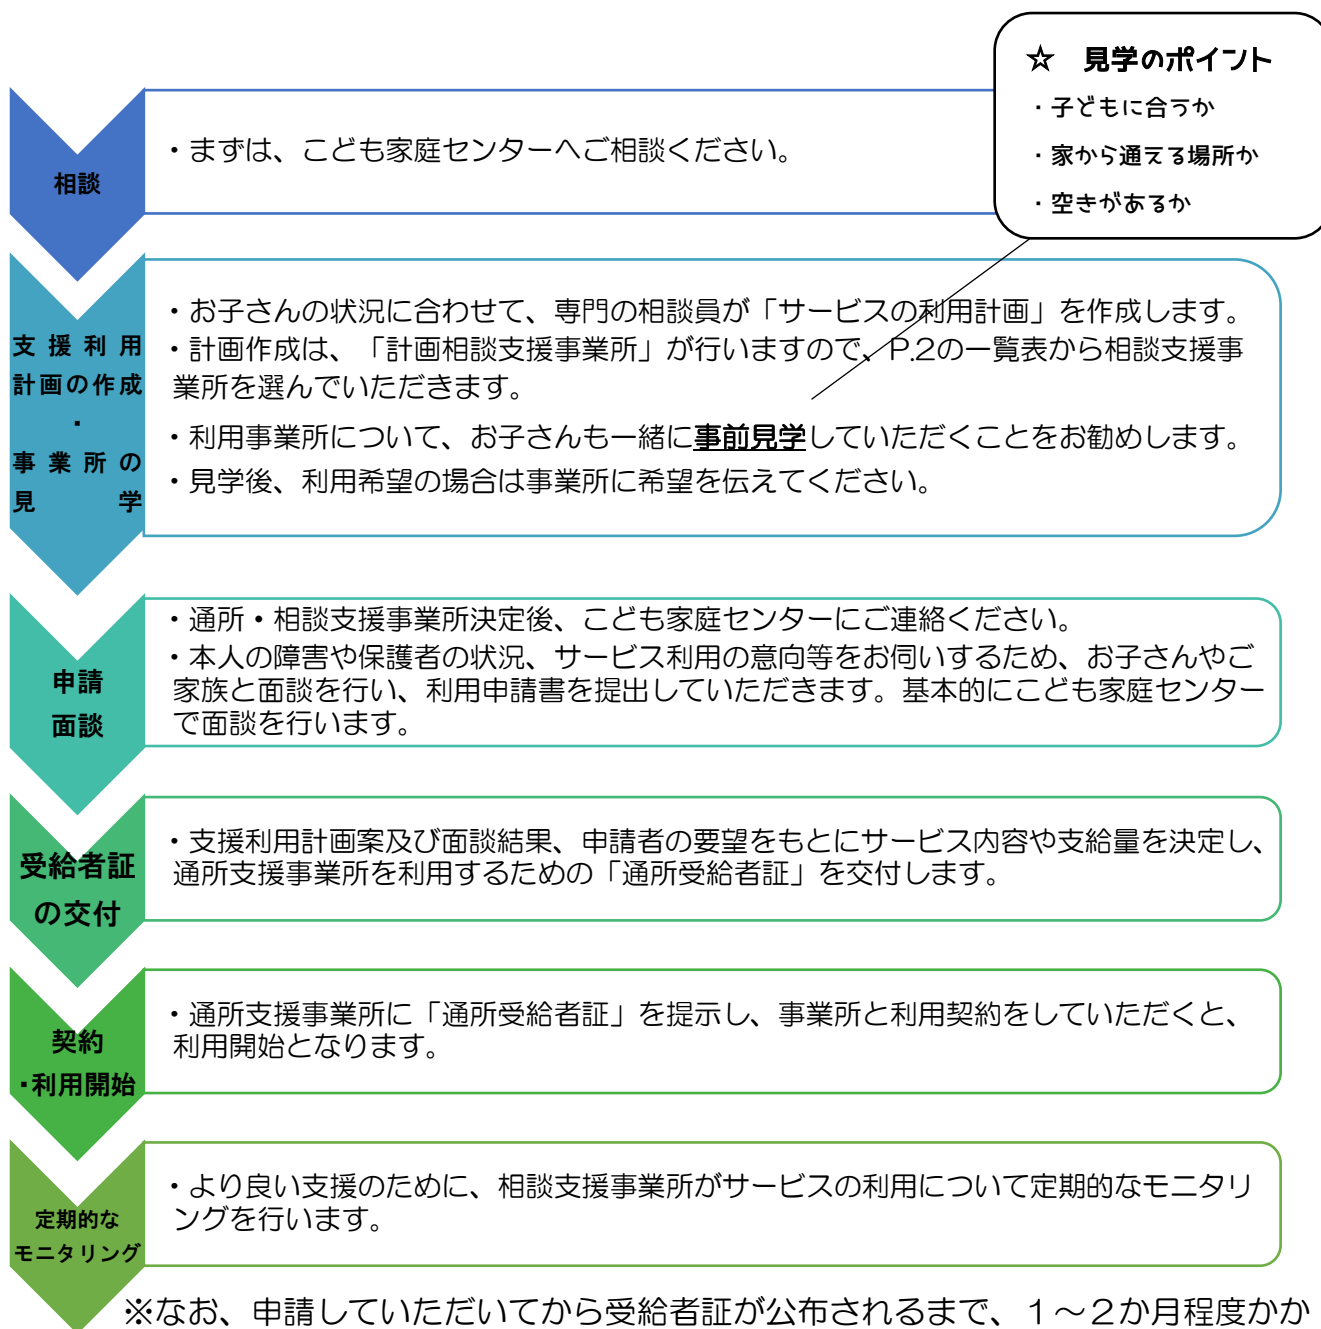 ☆　見学のポイント
・子どもに合うか
・家から通える場所か
・空きがあるか
相談
・まずは、こども家庭センターへご相談ください。
支援利用
計画の作成
・
事業所の
見学
・お子さんの状況に合わせて、専門の相談員が「サービスの利用計画」を作成します。
・計画作成は、「計画相談支援事業所」が行いますので、P.2の一覧表から相談支援事
業所を選んでいただきます。
・利用事業所について、お子さんも一緒に事前見学していただくことをお勧めします。
・見学後、利用希望の場合は事業所に希望を伝えてください。
申請
面談
・通所・相談支援事業所決定後、こども家庭センターにご連絡ください。
・本人の障害や保護者の状況、サービス利用の意向等をお伺いするため、お子さんやご
家族と面談を行い、利用申請書を提出していただきます。基本的にこども家庭センター
で面談を行います。
受給者証
の交付
・支援利用計画案及び面談結果、申請者の要望をもとにサービス内容や支給量を決定し、
通所支援事業所を利用するための「通所受給者証」を交付します。
契約
・利用開始
・通所支援事業所に「通所受給者証」を提示し、事業所と利用契約をしていただくと、
利用開始となります。
定期的な
モニタリング
・より良い支援のために、相談支援事業所がサービスの利用について定期的なモニタリ
ングを行います。
※なお、申請していただいてから受給者証が公布されるまで、１～２か月程度かか